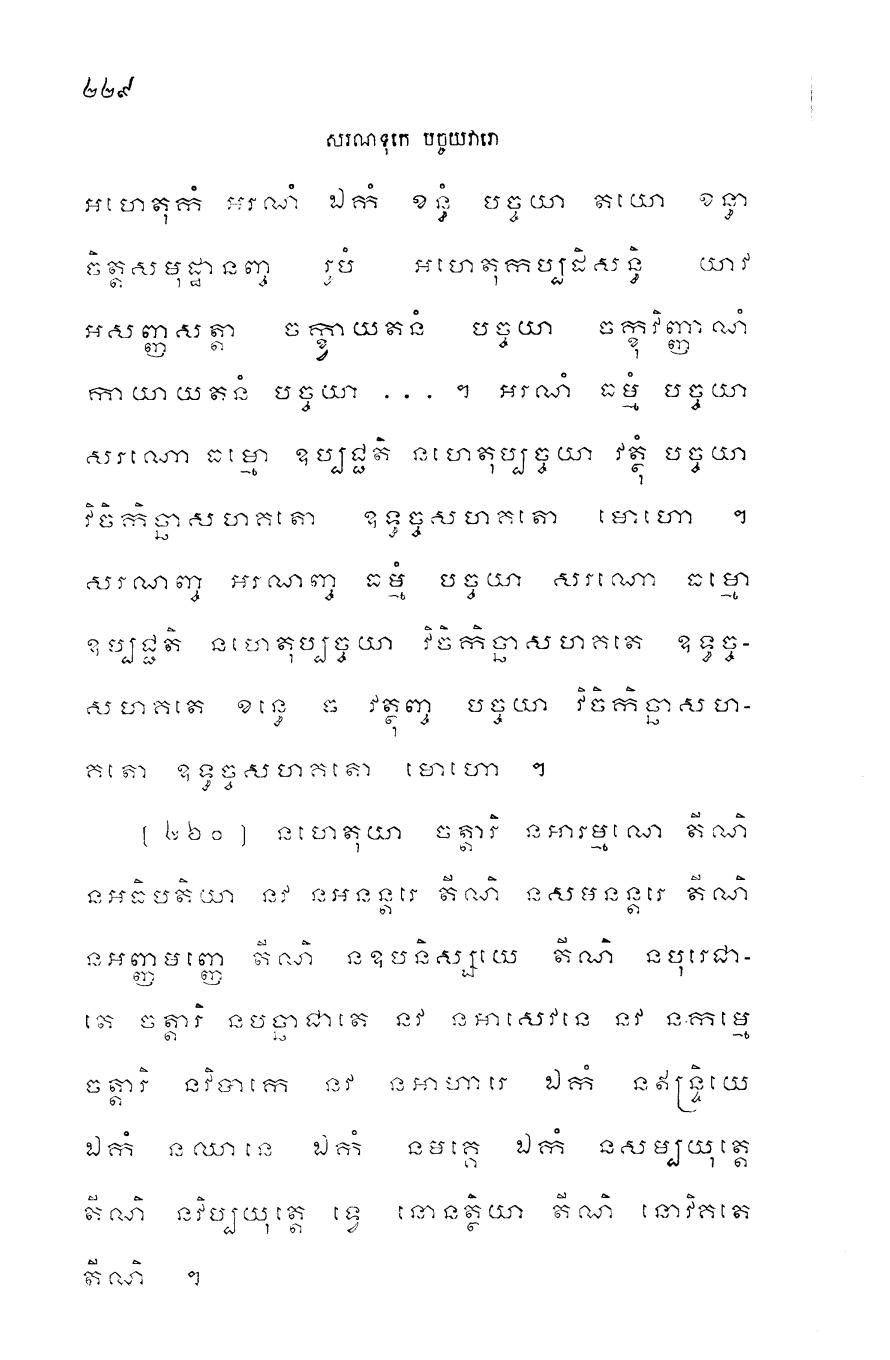 ២២៩
សរណទុកេ បច្ចយវារោ
អហេតុកំ អរណំ ឯកំ ខន្ធំ បច្ចយា តយោ ខន្ធា
ចិត្តសមុដ្ឋានញ្ច រូបំ អហេតុកប្បដិសន្ធិ យាវ
អសញ្ញសត្តា ចក្ខ្វាយតនំ បច្ចយា ចក្ខុវិញ្ញាណំ
កាយាយតនំ បច្ចយា ... ។ អរណំ ធម្មំ បច្ចយា
សរណោ ធម្មោ ឧប្បជ្ជតិ នហេតុប្បច្ចយា វត្ថុំ បច្ចយា
វិចិកិច្ឆាសហគតោ ឧទ្ធច្ចសហគតោ មោហោ ។
សរណញ្ច អរណញ្ច ធម្មំ បច្ចយា សរណោ ធម្មោ
ឧប្បជ្ជតិ នហេតុប្បច្ចយា វិចិកិច្ឆាសហគតេ ឧទ្ធច្ច-
សហគតេ ខន្ធេ ច វត្ថុញ្ច បច្ចយា វិចិកិច្ឆាសហ-
គតោ ឧទ្ធច្ចសហគតោ មោហោ ។
[៤៦០] នហេតុយា ចត្តារិ នអារម្មណេ តីណិ
នអធិបតិយា នវ នអនន្តរេ តីណិ នសមនន្តរេ តីណិ
នអញ្ញមញ្ញេ តីណិ នឧបនិស្សយេ តីណិ នបុរេជា-
តេ ចត្តារិ នបច្ឆាជាតេ នវ នអាសេវនេ នវ នកម្មេ
ចត្តារិ នវិបាកេ នវ នអាហារេ ឯកំ នឥន្ទ្រិយេ
ឯកំ នឈានេ ឯកំ នមគ្គេ ឯកំ នសម្បយុត្តេ
តីណិ នវិប្បយុត្តេ ទ្វេ នោនត្ថិយា តីណិ នោវិគតេ
តីណិ ។